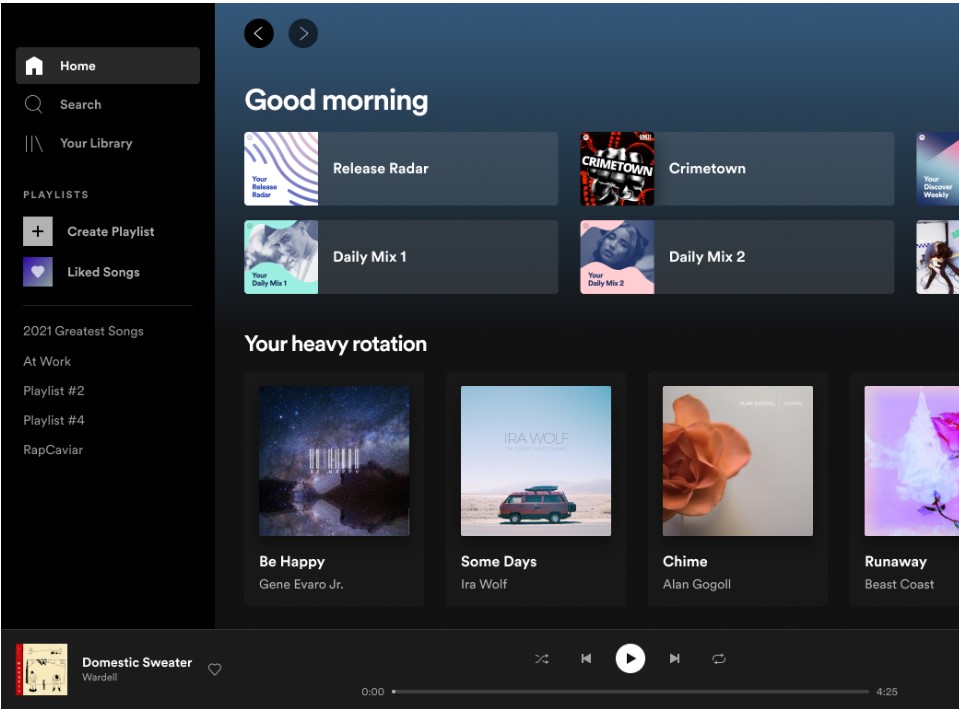 Home
Search
Your Library
PLAYLISTS
Create Playlist
Liked Songs
2021 Greatest Songs
At Work
Playlist #2
Playlist #4
RapCaviar
Good morning
Your
Release
Radar
Release Radar
CRIMETOWN
Crimetown
Your
Discover
Weekly
Your
Daily Mix 1
Daily Mix 1
Your
Daily Mix 2
Daily Mix 2
Your heavy rotation
BE HAPPY
Be Happy
Gene Evaro Jr.
IRA WOLF
Some Days
Ira Wolf
ALAN GOGOLL
Chime
Alan Gogoll
Runaway
Beast Coast
Domestic Sweater
Wardell
0:00
4:25